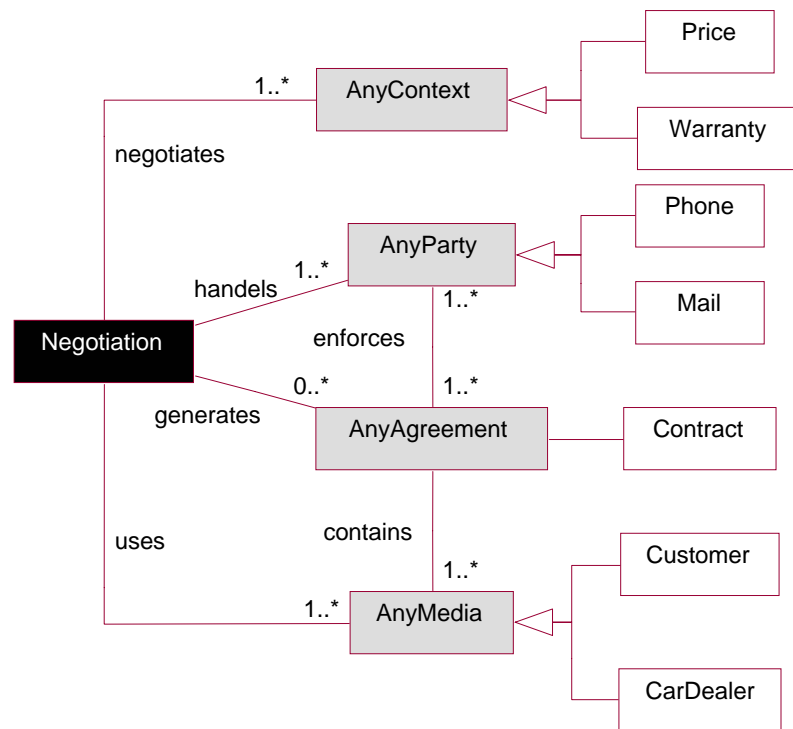 Price
1..*
AnyContext
Warranty
negotiates
Phone
AnyParty
1..*
handels
1..*
Mail
Negotiation
enforces
0..*
1..*
generates
AnyAgreement
Contract
uses
contains
Customer
1..*
1..*
AnyMedia
CarDealer